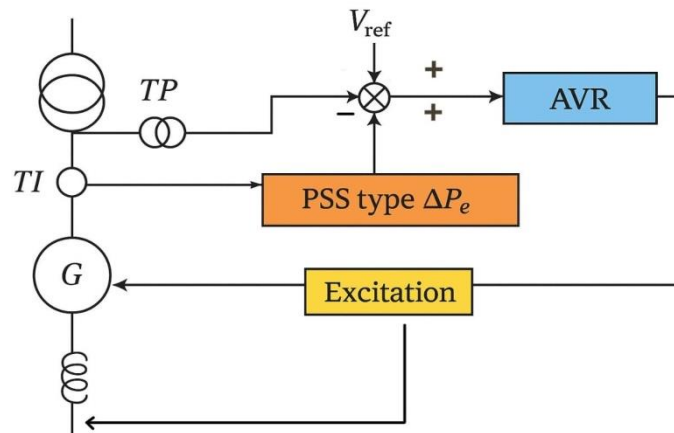 V_ref
TP
+
−
+
AVR
TI
PSS type ΔP_e
G
Excitation